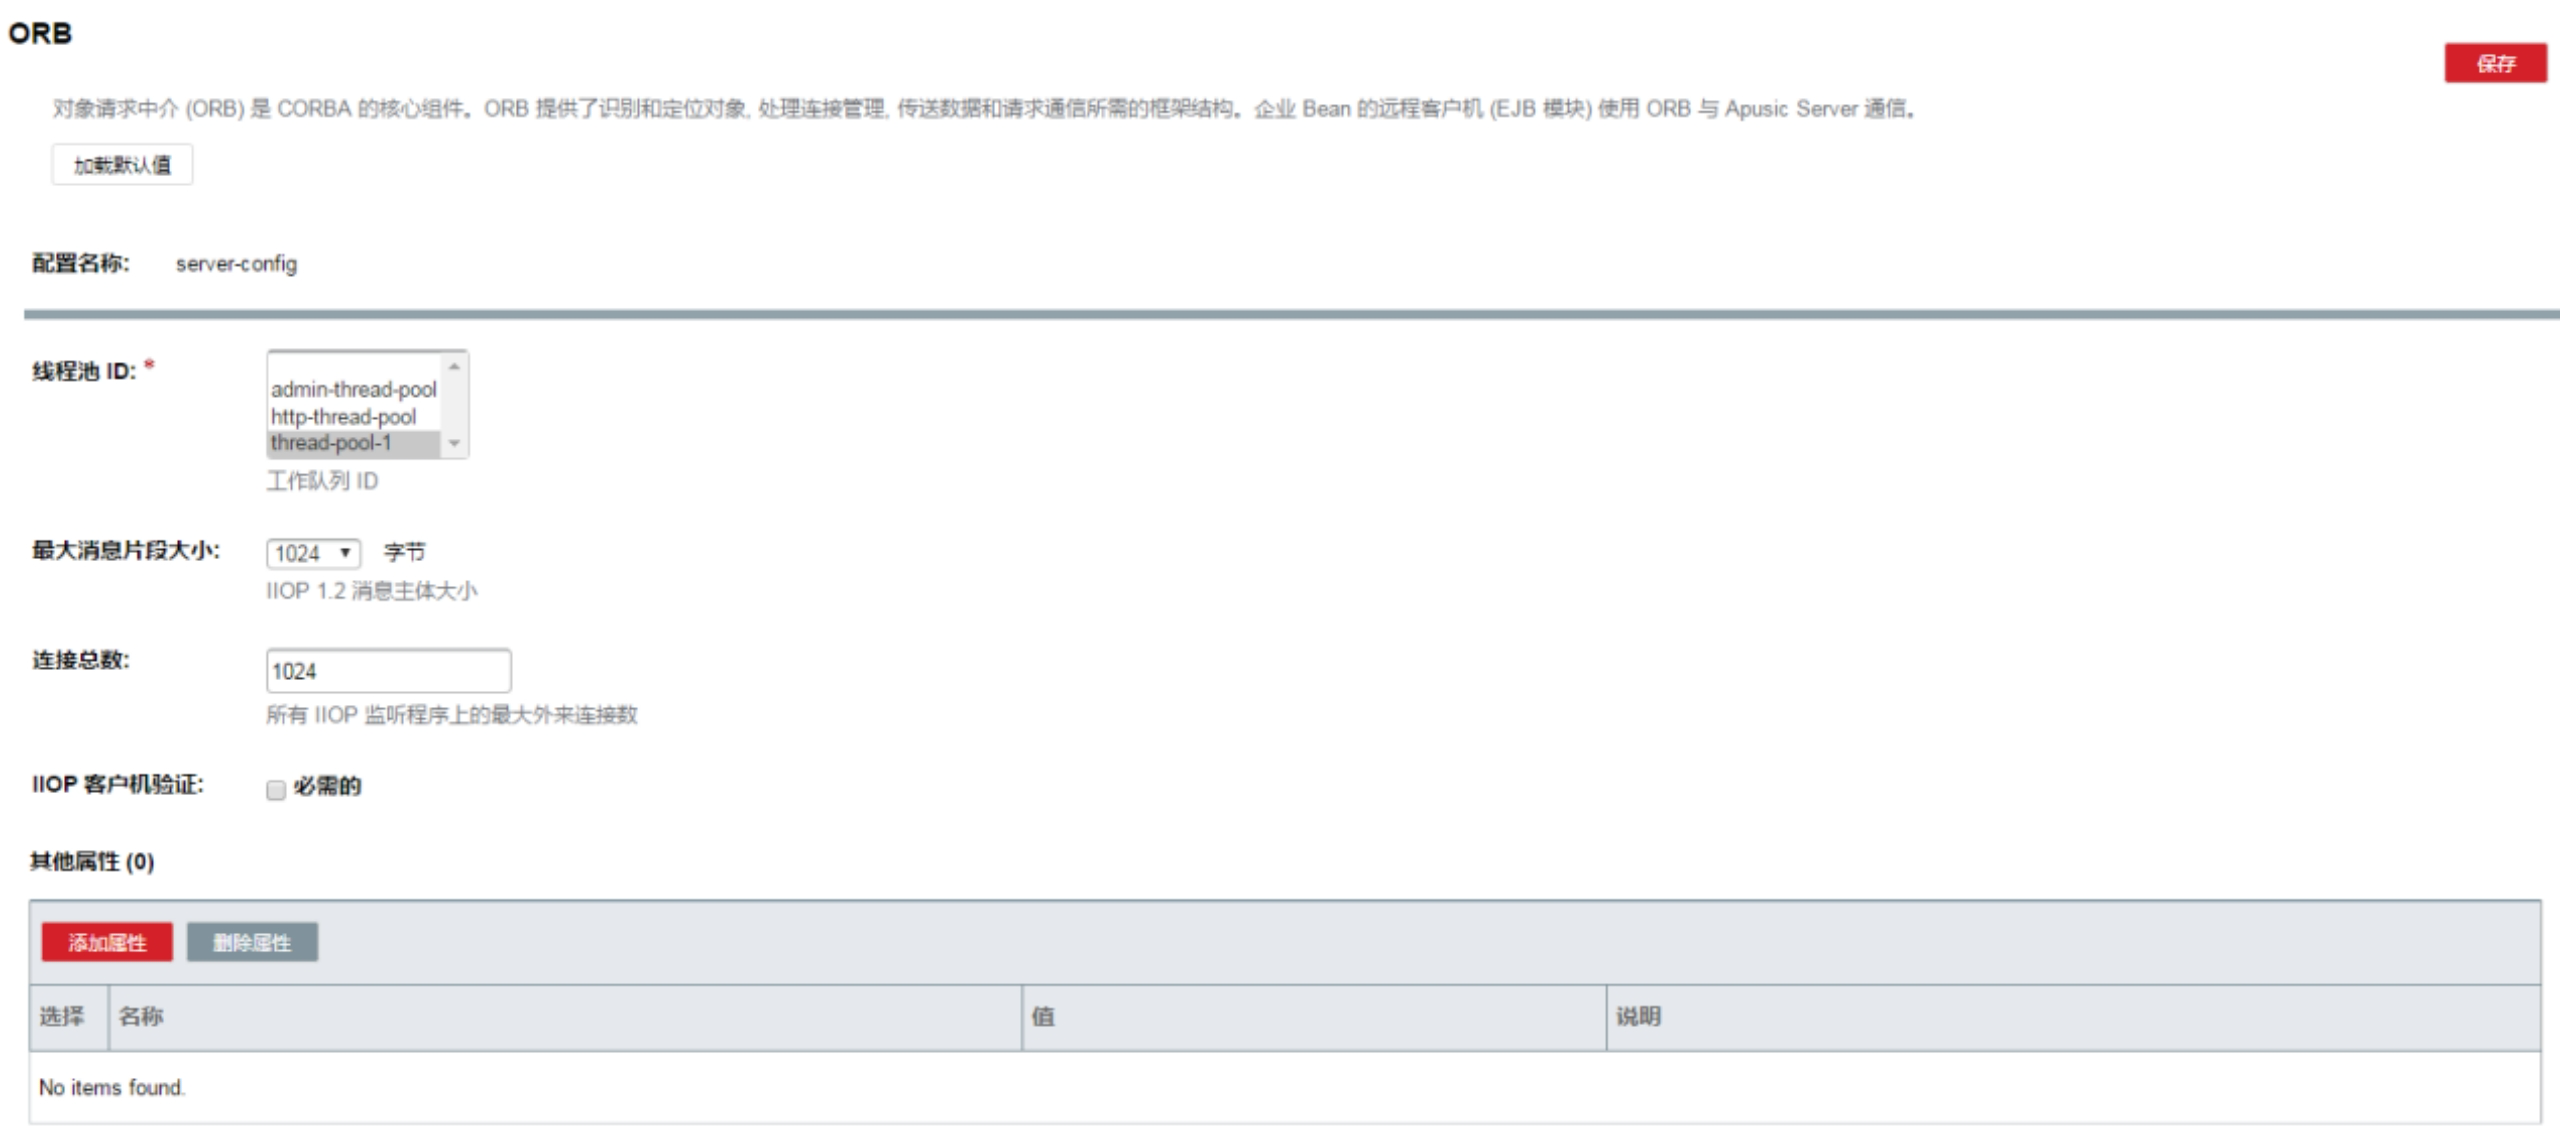 ORB
保存
对象请求中介 (ORB) 是 CORBA 的核心组件。ORB 提供了识别和定位对象, 处理连接管理, 传送数据和请求通信所需的框架结构。企业 Bean 的远程客户机 (EJB 模块) 使用 ORB 与 Apusic Server 通信。
加载默认值
配置名称: server-config
线程池 ID: *
admin-thread-pool
http-thread-pool
thread-pool-1
工作队列 ID
最大消息片段大小: 1024 字节
IIOP 1.2 消息主体大小
连接总数: 1024
所有 IIOP 监听程序上的最大外来连接数
IIOP 客户机验证: 必需的
其他属性 (0)
添加属性 删除属性
选择 名称 值 说明
No items found.